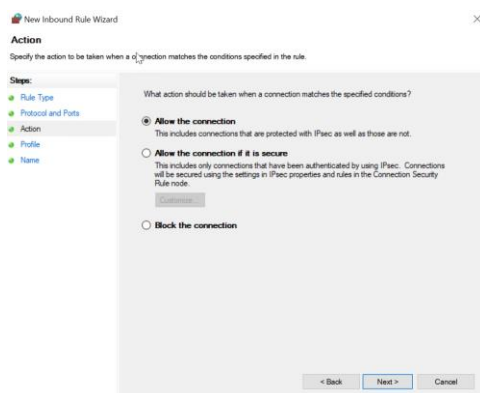 New Inbound Rule Wizard
Action
Specify the action to be taken when a connection matches the conditions specified in the rule.
Steps:
Rule Type
Protocol and Ports
Action
Profile
Name
What action should be taken when a connection matches the specified conditions?
Allow the connection
This includes connections that are protected with IPsec as well as those are not.
Allow the connection if it is secure
This includes only connections that have been authenticated by using IPsec. Connections
will be secured using the settings in IPsec properties and rules in the Connection Security
Rule node.
Customize...
Block the connection
< Back
Next >
Cancel